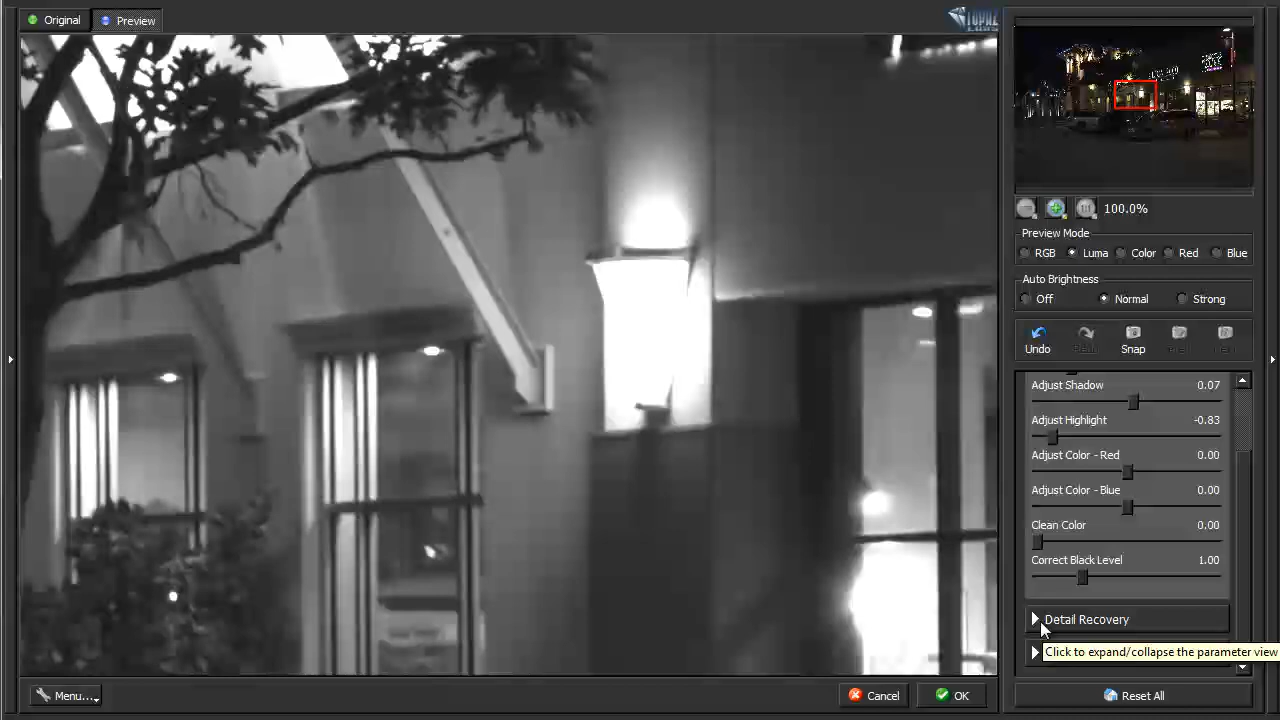 Original
Preview
TOPAZ
LABS
100.0%
Preview Mode
RGB
Luma
Color
Red
Blue
Auto Brightness
Off
Normal
Strong
Undo
Snap
Adjust Shadow 0.07
Adjust Highlight -0.83
Adjust Color - Red 0.00
Adjust Color - Blue 0.00
Clean Color 0.00
Correct Black Level 1.00
Detail Recovery
Click to expand/collapse the parameter view
Menu...
Cancel
OK
Reset All